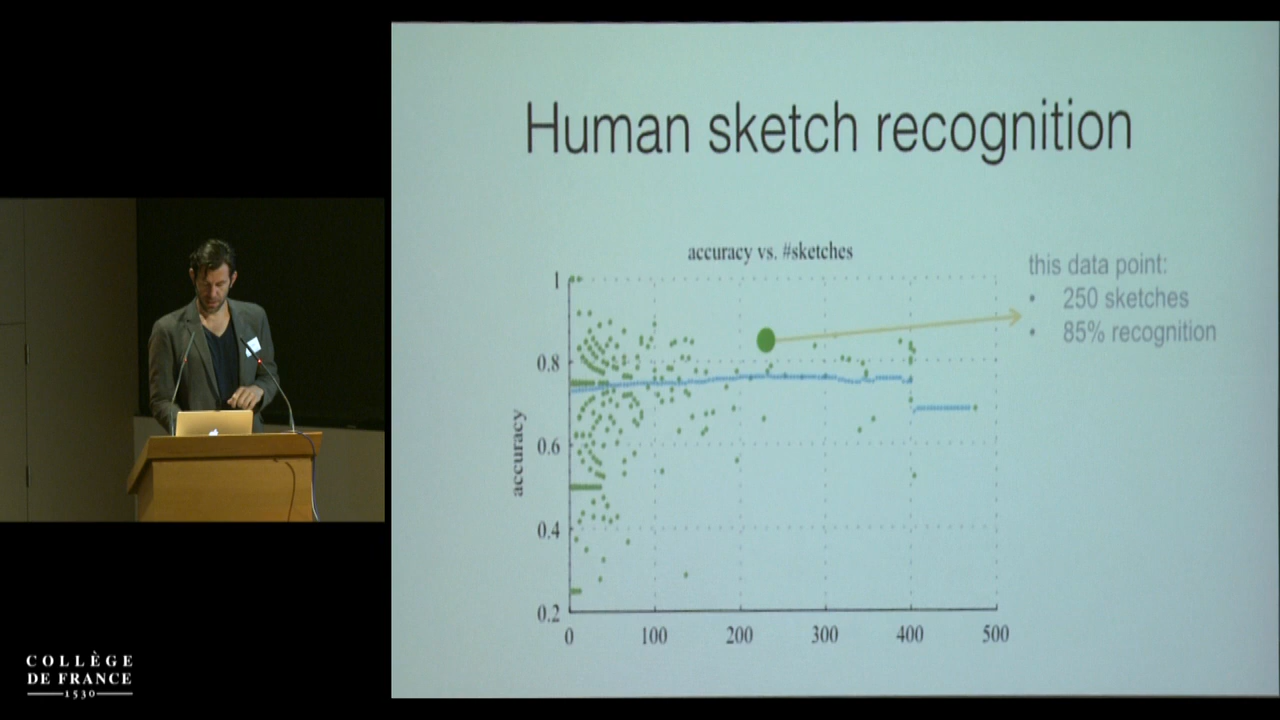 Human sketch recognition
accuracy vs. #sketches
this data point:
• 250 sketches
• 85% recognition
accuracy
1
0.8
0.6
0.4
0.2
0
100
200
300
400
500
COLLÈGE
DE FRANCE
1530